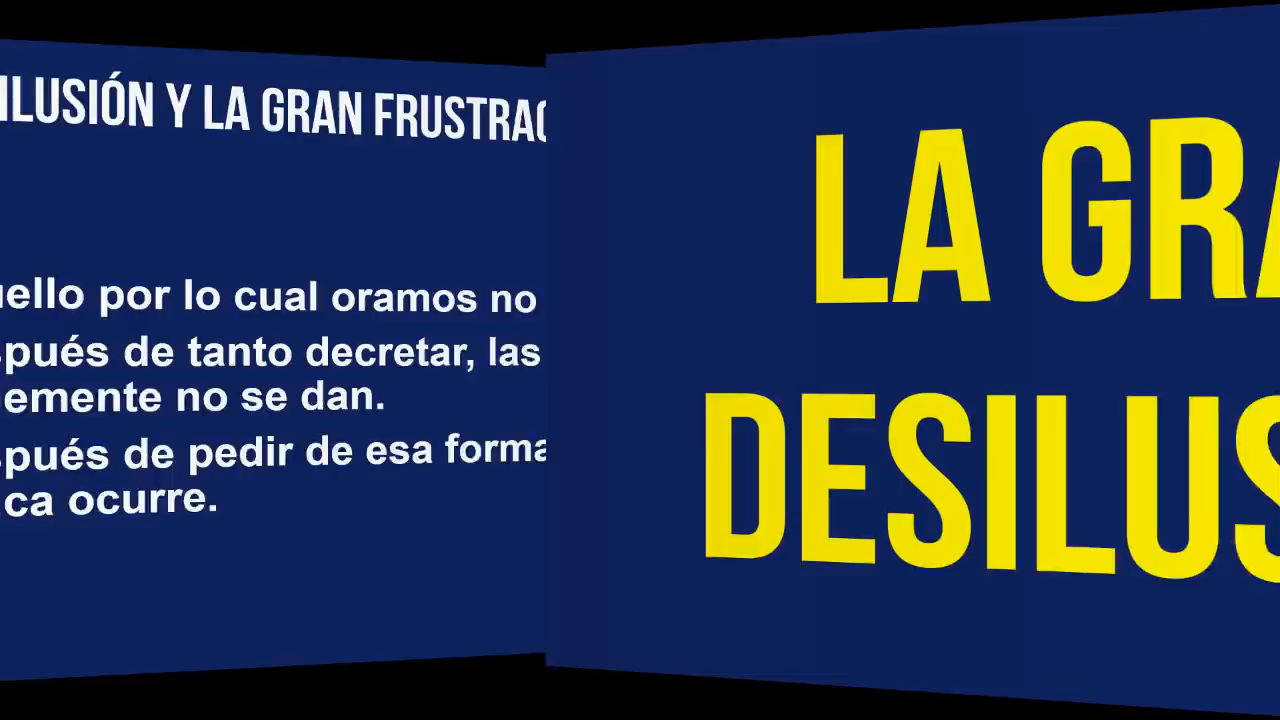 ILUSIÓN Y LA GRAN FRUSTRAC
uello por lo cual oramos no
spués de tanto decretar, las
emente no se dan.
spués de pedir de esa forma
ca ocurre.
LA GRA
DESILUS